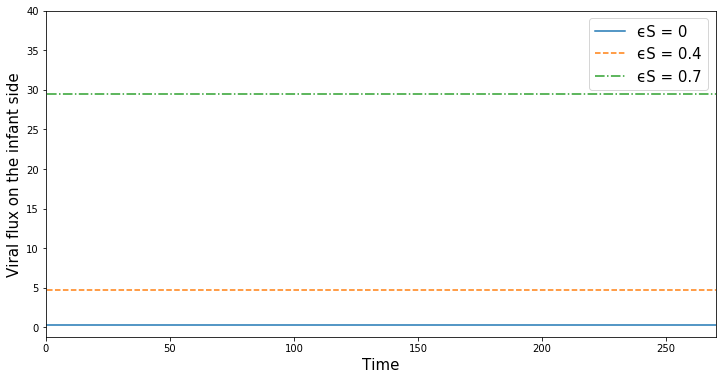 40
35
30
25
20
15
10
5
0
Viral flux on the infant side
ϵS = 0
ϵS = 0.4
ϵS = 0.7
0 50 100 150 200 250
Time